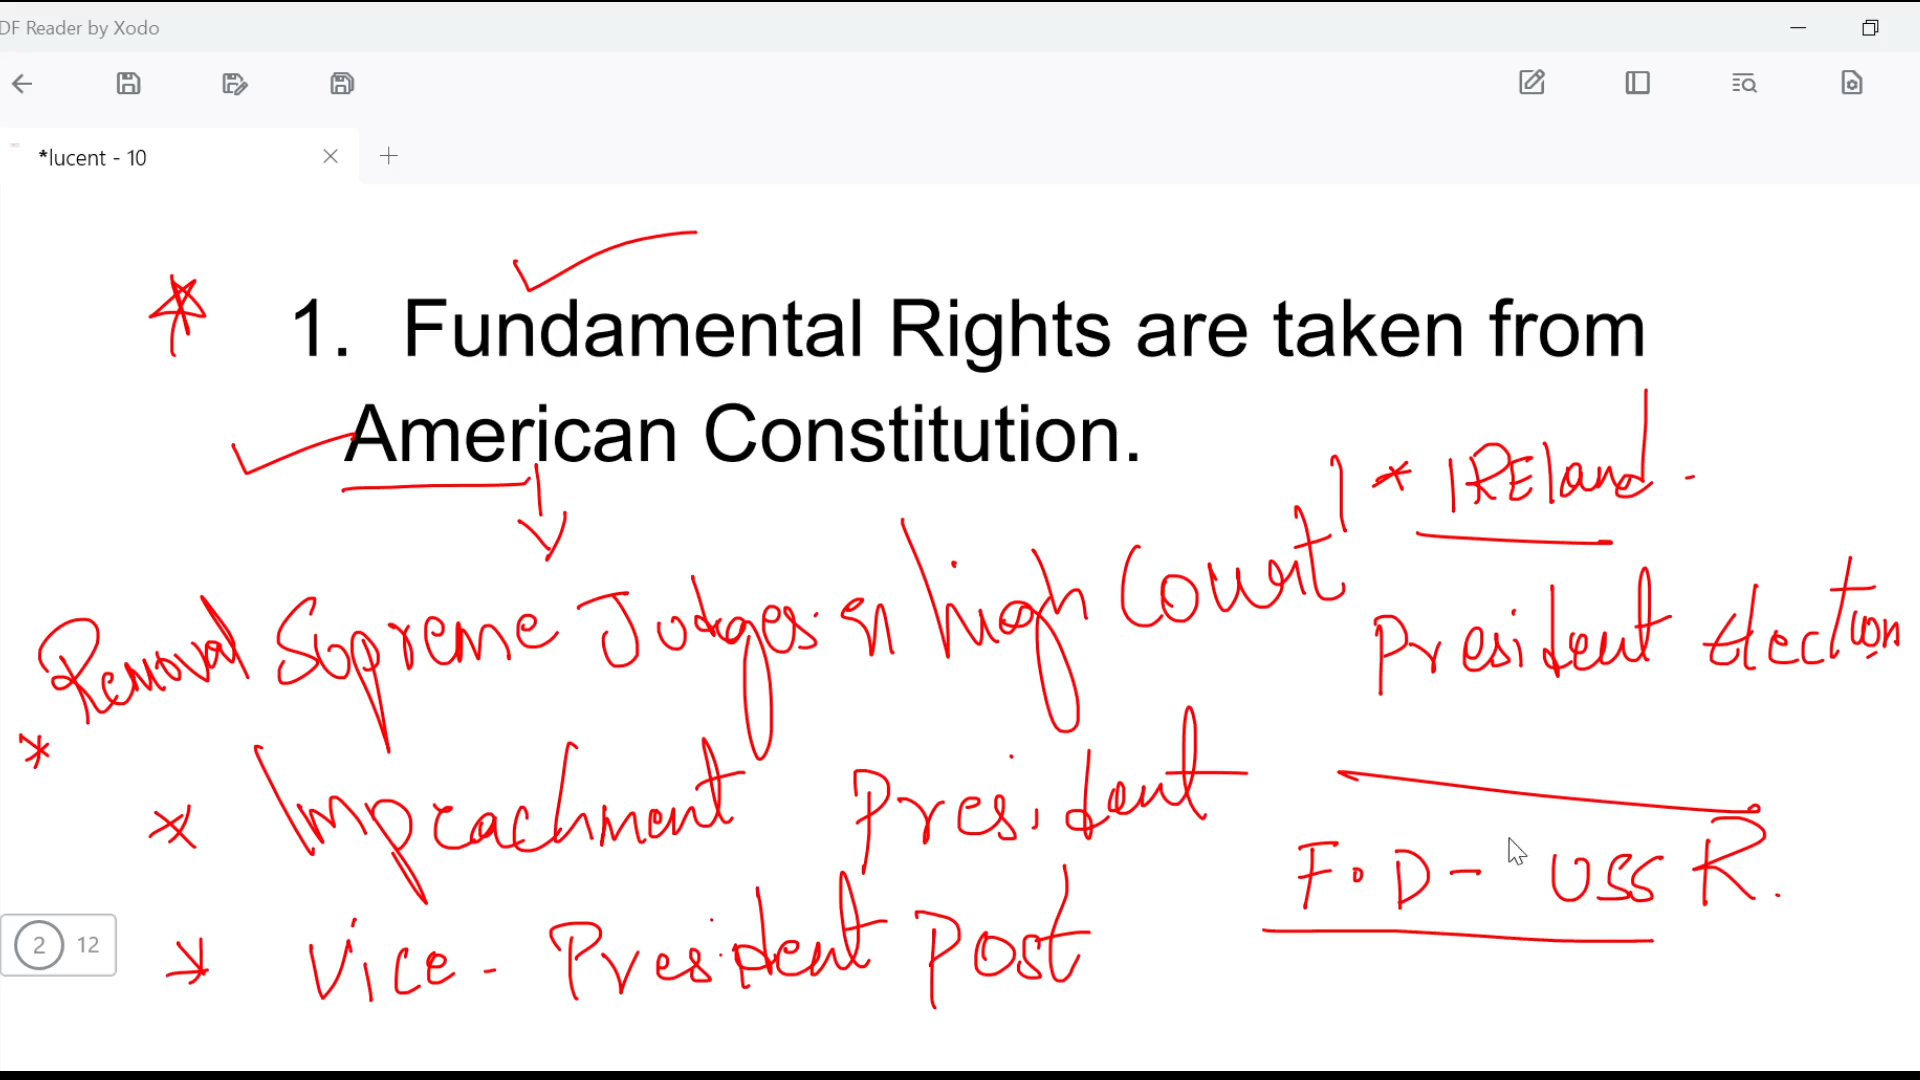 DF Reader by Xodo
*lucent - 10
1. Fundamental Rights are taken from
American Constitution.
* IREland -
Removal Supreme Judges in high Court
President election
* Impeachment President
F.D - USSR.
* Vice - President Post
2 12